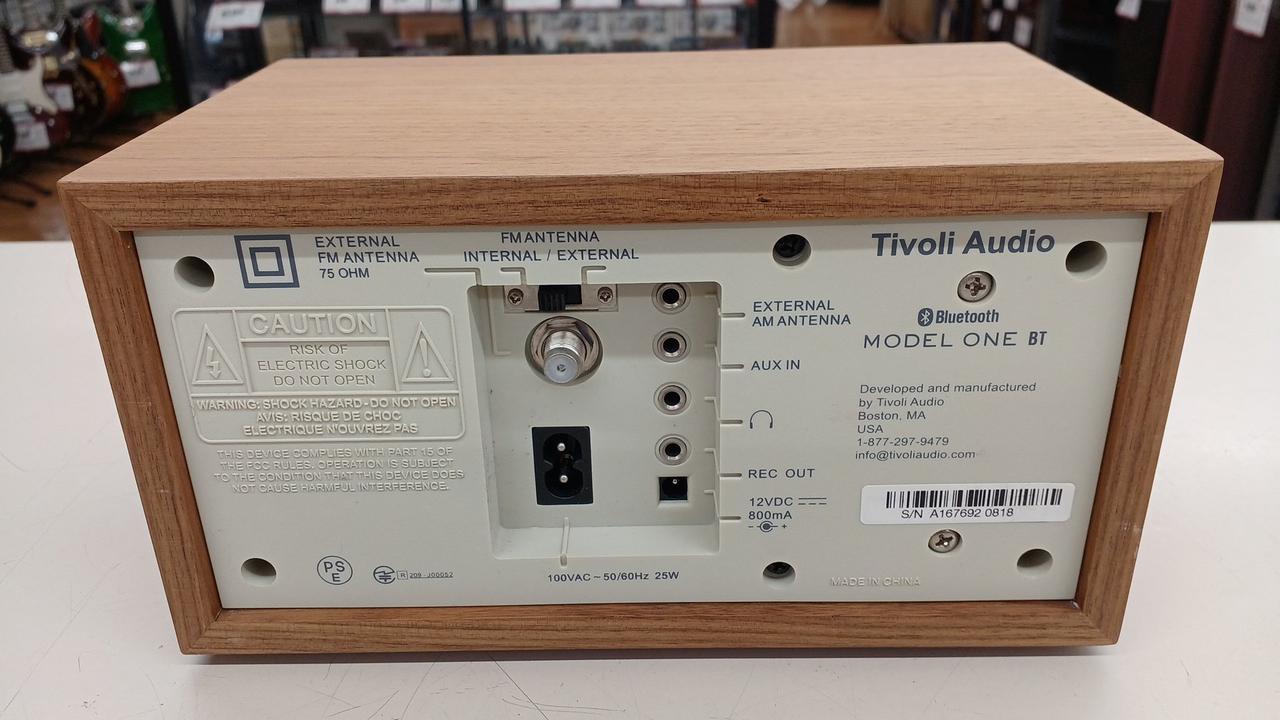 EXTERNAL
FM ANTENNA
75 OHM
FM ANTENNA
INTERNAL / EXTERNAL
CAUTION
RISK OF
ELECTRIC SHOCK
DO NOT OPEN
WARNING: SHOCK HAZARD - DO NOT OPEN
AVIS: RISQUE DE CHOC
ELECTRIQUE N'OUVREZ PAS
THIS DEVICE COMPLIES WITH PART 15 OF
THE FCC RULES. OPERATION IS SUBJECT
TO THE CONDITION THAT THIS DEVICE DOES
NOT CAUSE HARMFUL INTERFERENCE.
PS
E
R 209-J00052
100VAC ~ 50/60Hz 25W
EXTERNAL
AM ANTENNA
AUX IN
REC OUT
12VDC
800mA
- +
Tivoli Audio
Bluetooth
MODEL ONE BT
Developed and manufactured
by Tivoli Audio
Boston, MA
USA
1-877-297-9479
info@tivoliaudio.com
S/N A167692 0818
MADE IN CHINA